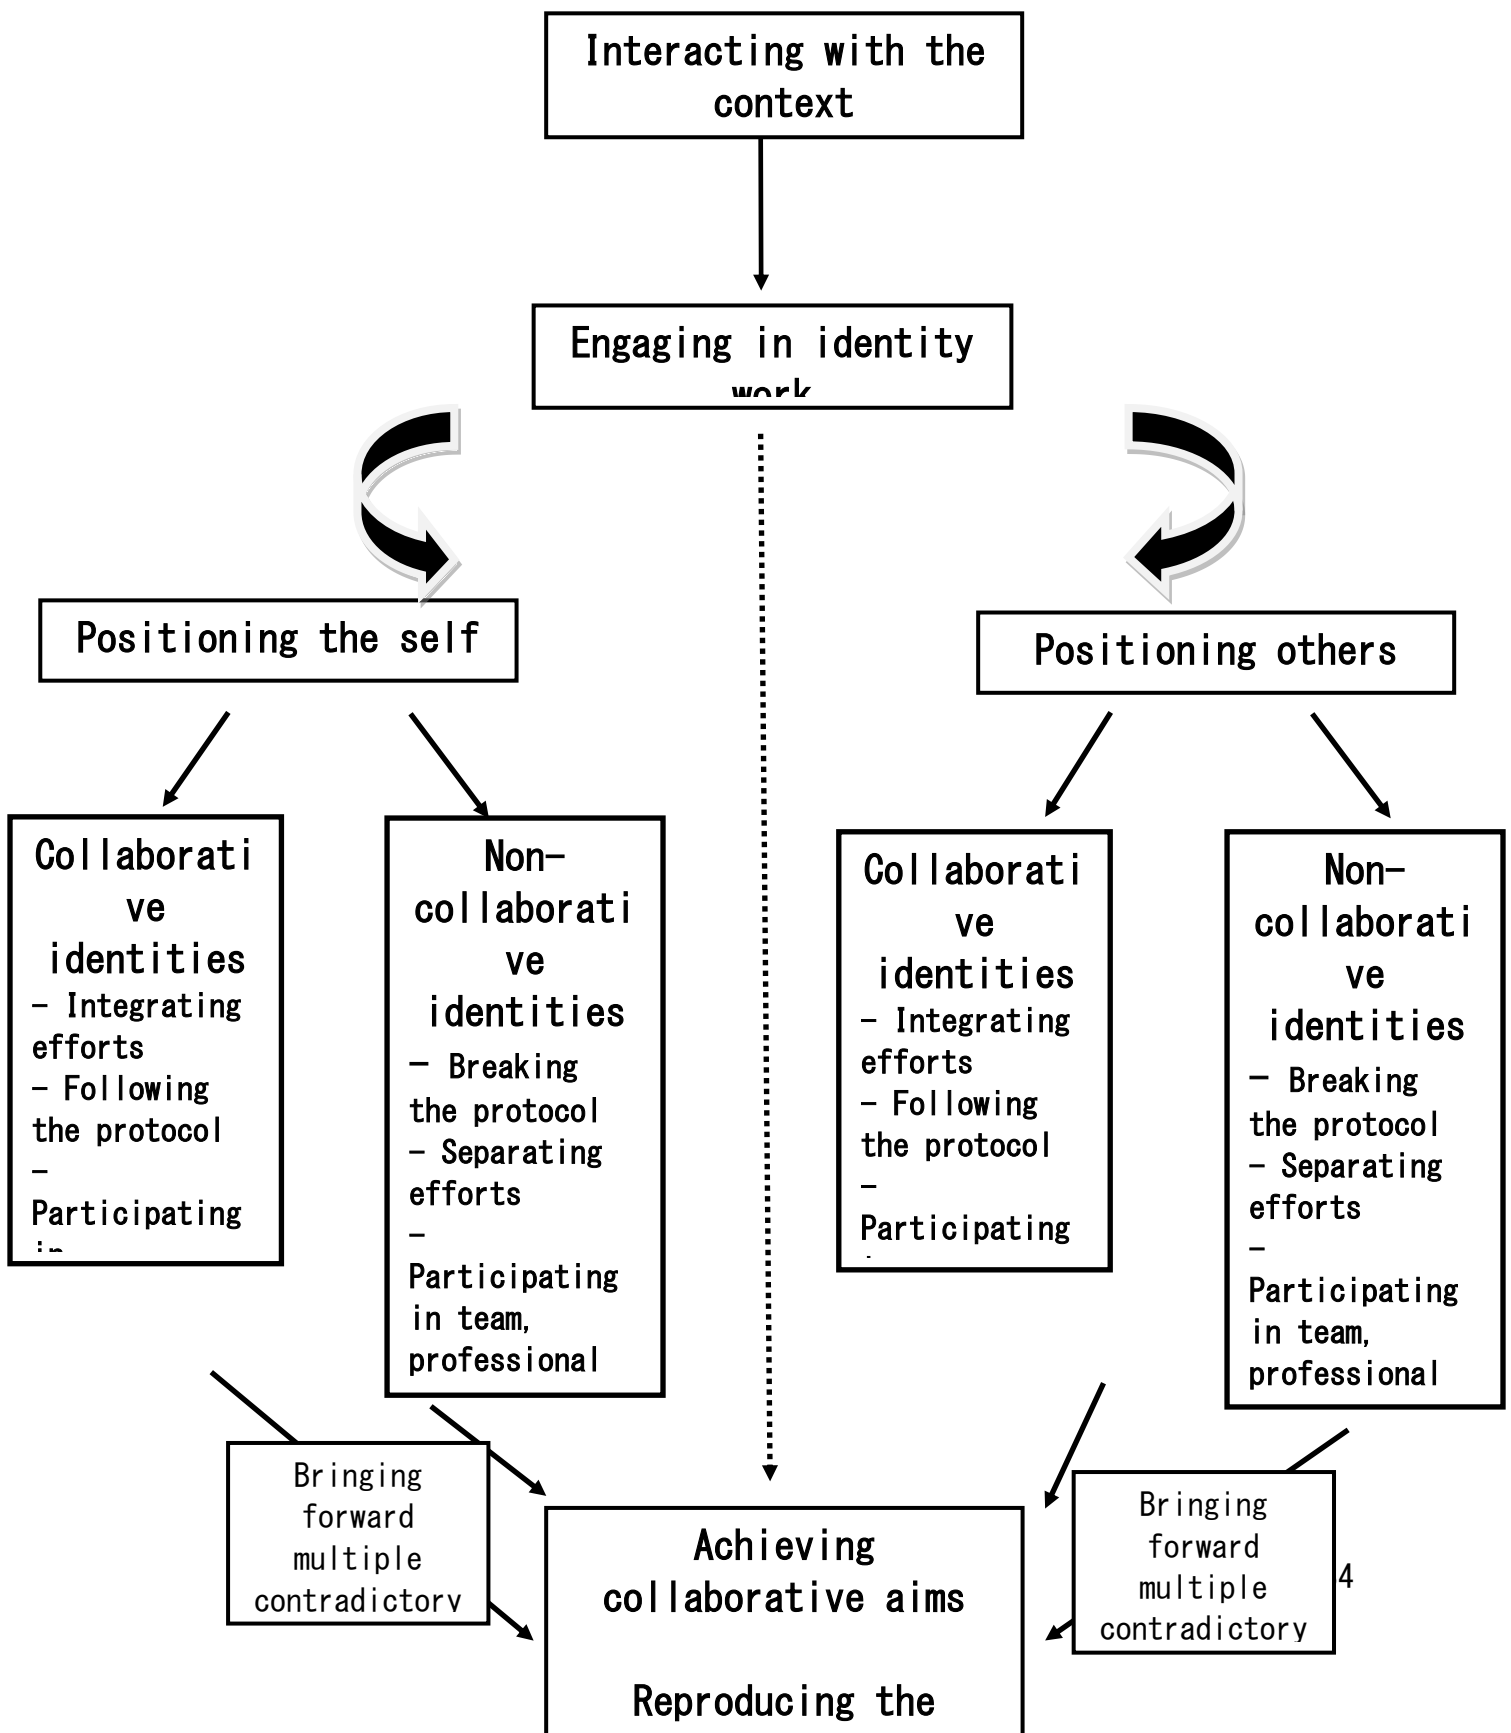 Interacting with the
context
Engaging in identity
work
Positioning the self
Positioning others
Collaborati
ve
identities
− Integrating
efforts
− Following
the protocol
−
Participating
in
Non−
collaborati
ve
identities
− Breaking
the protocol
− Separating
efforts
−
Participating
in team,
professional
Collaborati
ve
identities
− Integrating
efforts
− Following
the protocol
−
Participating
Non−
collaborati
ve
identities
− Breaking
the protocol
− Separating
efforts
−
Participating
in team,
professional
Bringing
forward
multiple
contradictory
Achieving
collaborative aims
Reproducing the
Bringing
forward
multiple
contradictory
4